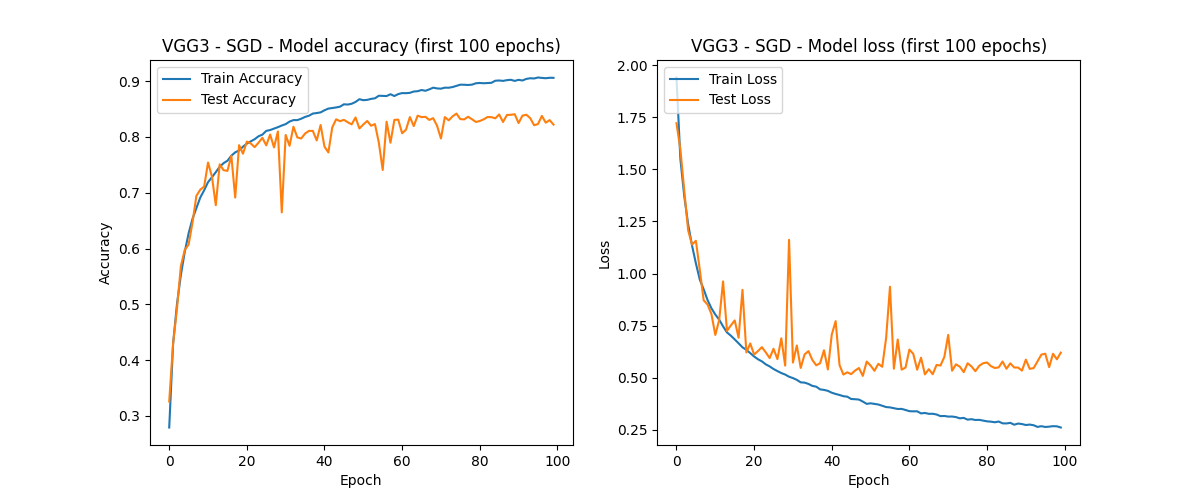 VGG3 - SGD - Model accuracy (first 100 epochs)
Train Accuracy
Test Accuracy
0.9
0.8
0.7
0.6
0.5
0.4
0.3
Accuracy
0 20 40 60 80 100
Epoch
VGG3 - SGD - Model loss (first 100 epochs)
Train Loss
Test Loss
2.00
1.75
1.50
1.25
1.00
0.75
0.50
0.25
Loss
0 20 40 60 80 100
Epoch